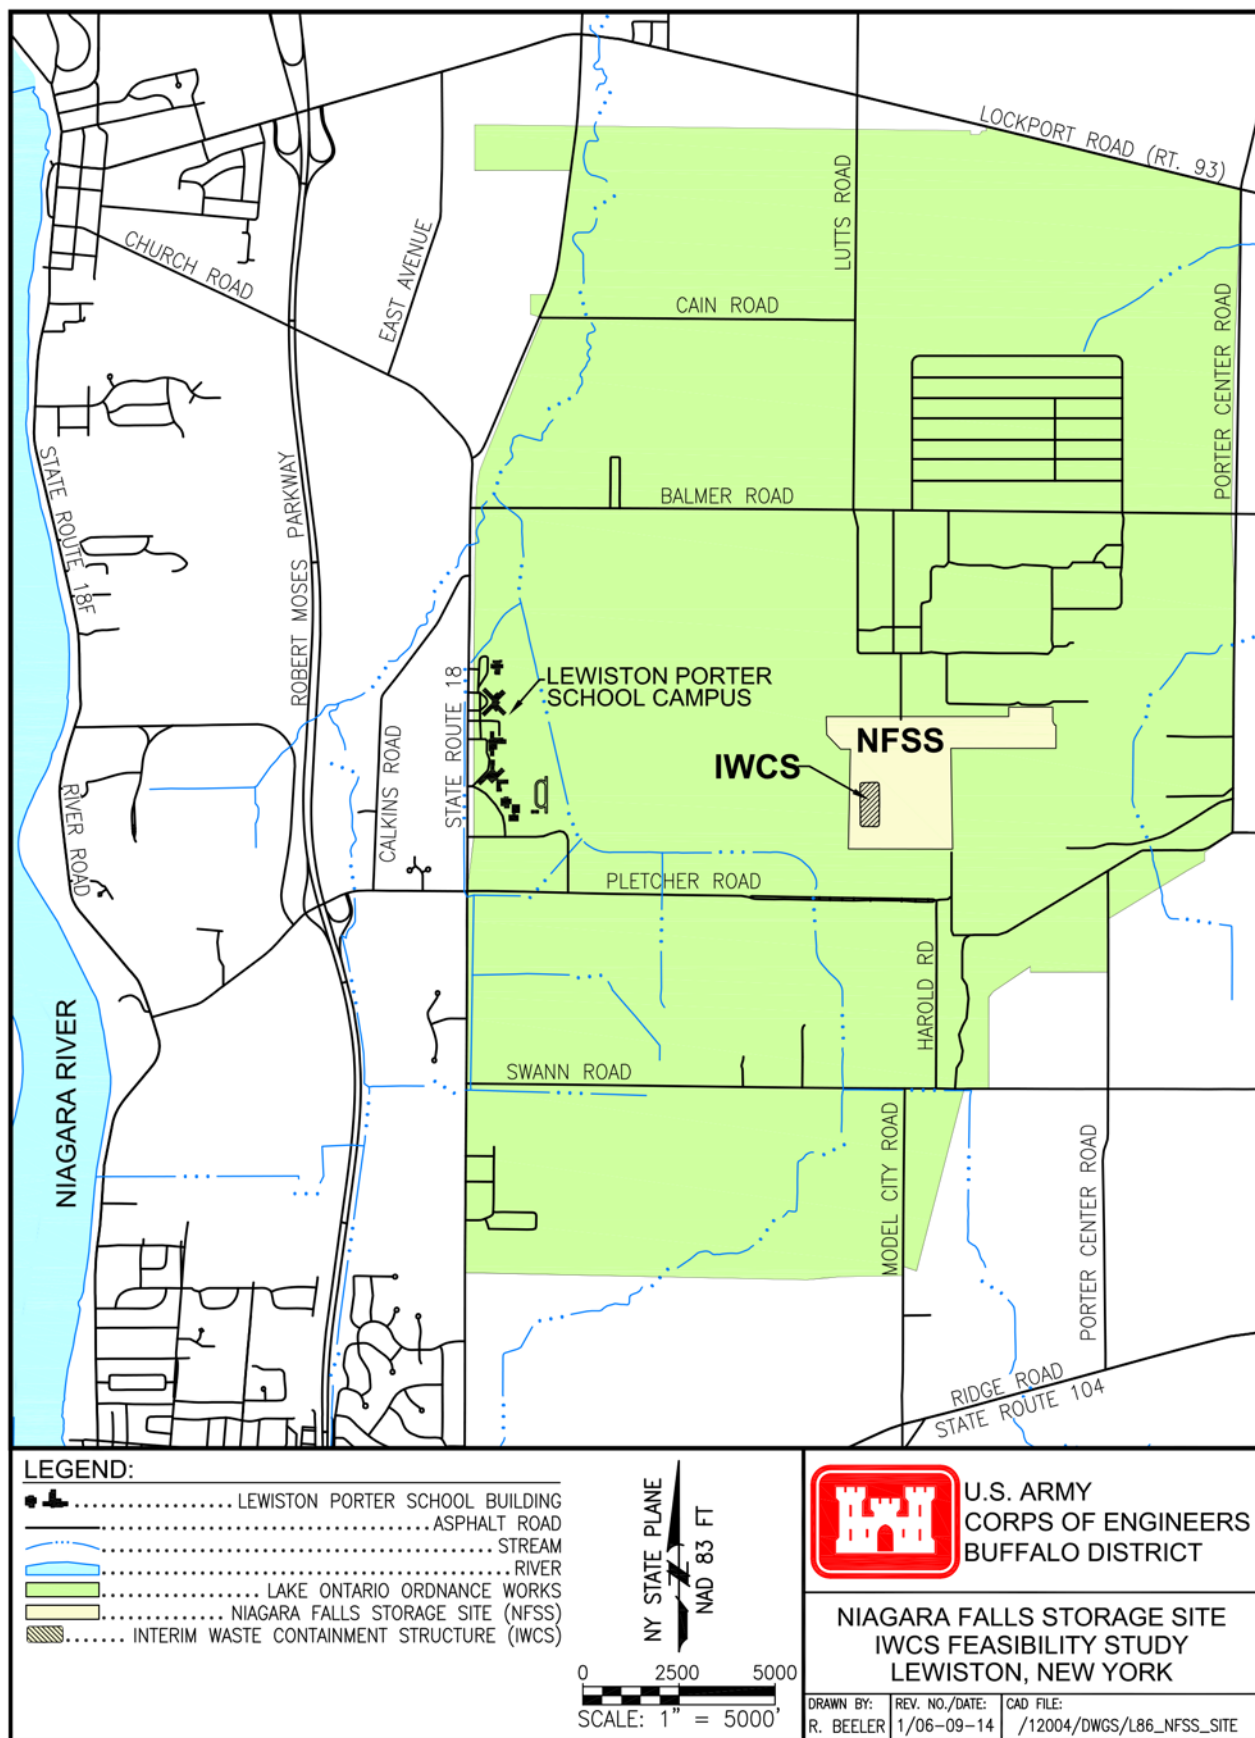 LOCKPORT ROAD (RT. 93)
LUTTS ROAD
CHURCH ROAD
EAST AVENUE
CAIN ROAD
PORTER CENTER ROAD
STATE ROUTE 18F
ROBERT MOSES PARKWAY
BALMER ROAD
LEWISTON PORTER
SCHOOL CAMPUS
STATE ROUTE 18
CALKINS ROAD
NFSS
IWCS
RIVER ROAD
PLETCHER ROAD
HAROLD RD
NIAGARA RIVER
SWANN ROAD
MODEL CITY ROAD
PORTER CENTER ROAD
RIDGE ROAD
STATE ROUTE 104
LEGEND:
LEWISTON PORTER SCHOOL BUILDING
ASPHALT ROAD
STREAM
RIVER
LAKE ONTARIO ORDNANCE WORKS
NIAGARA FALLS STORAGE SITE (NFSS)
INTERIM WASTE CONTAINMENT STRUCTURE (IWCS)
NY STATE PLANE
NAD 83 FT
0 2500 5000
SCALE: 1" = 5000'
U.S. ARMY
CORPS OF ENGINEERS
BUFFALO DISTRICT
NIAGARA FALLS STORAGE SITE
IWCS FEASIBILITY STUDY
LEWISTON, NEW YORK
DRAWN BY: REV. NO./DATE: CAD FILE:
R. BEELER 1/06-09-14 /12004/DWGS/L86_NFSS_SITE